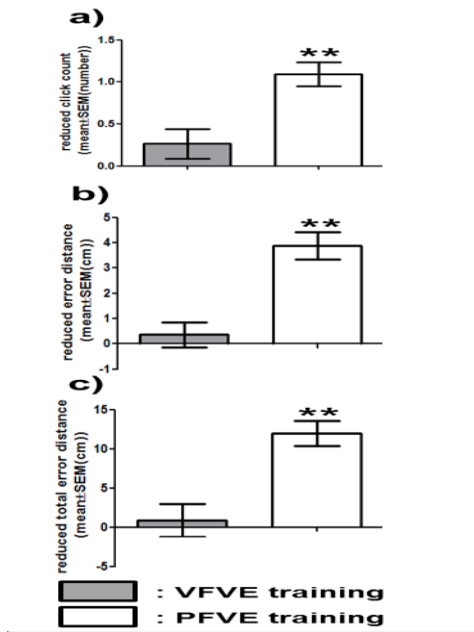 a)
reduced click count
(mean±SEM(number))
1.5
1.0
0.5
0.0
**
b)
reduced error distance
(mean±SEM(cm))
5
4
3
2
1
0
-1
**
c)
reduced total error distance
(mean±SEM(cm))
15
10
5
0
-5
**
: VFVE training
: PFVE training